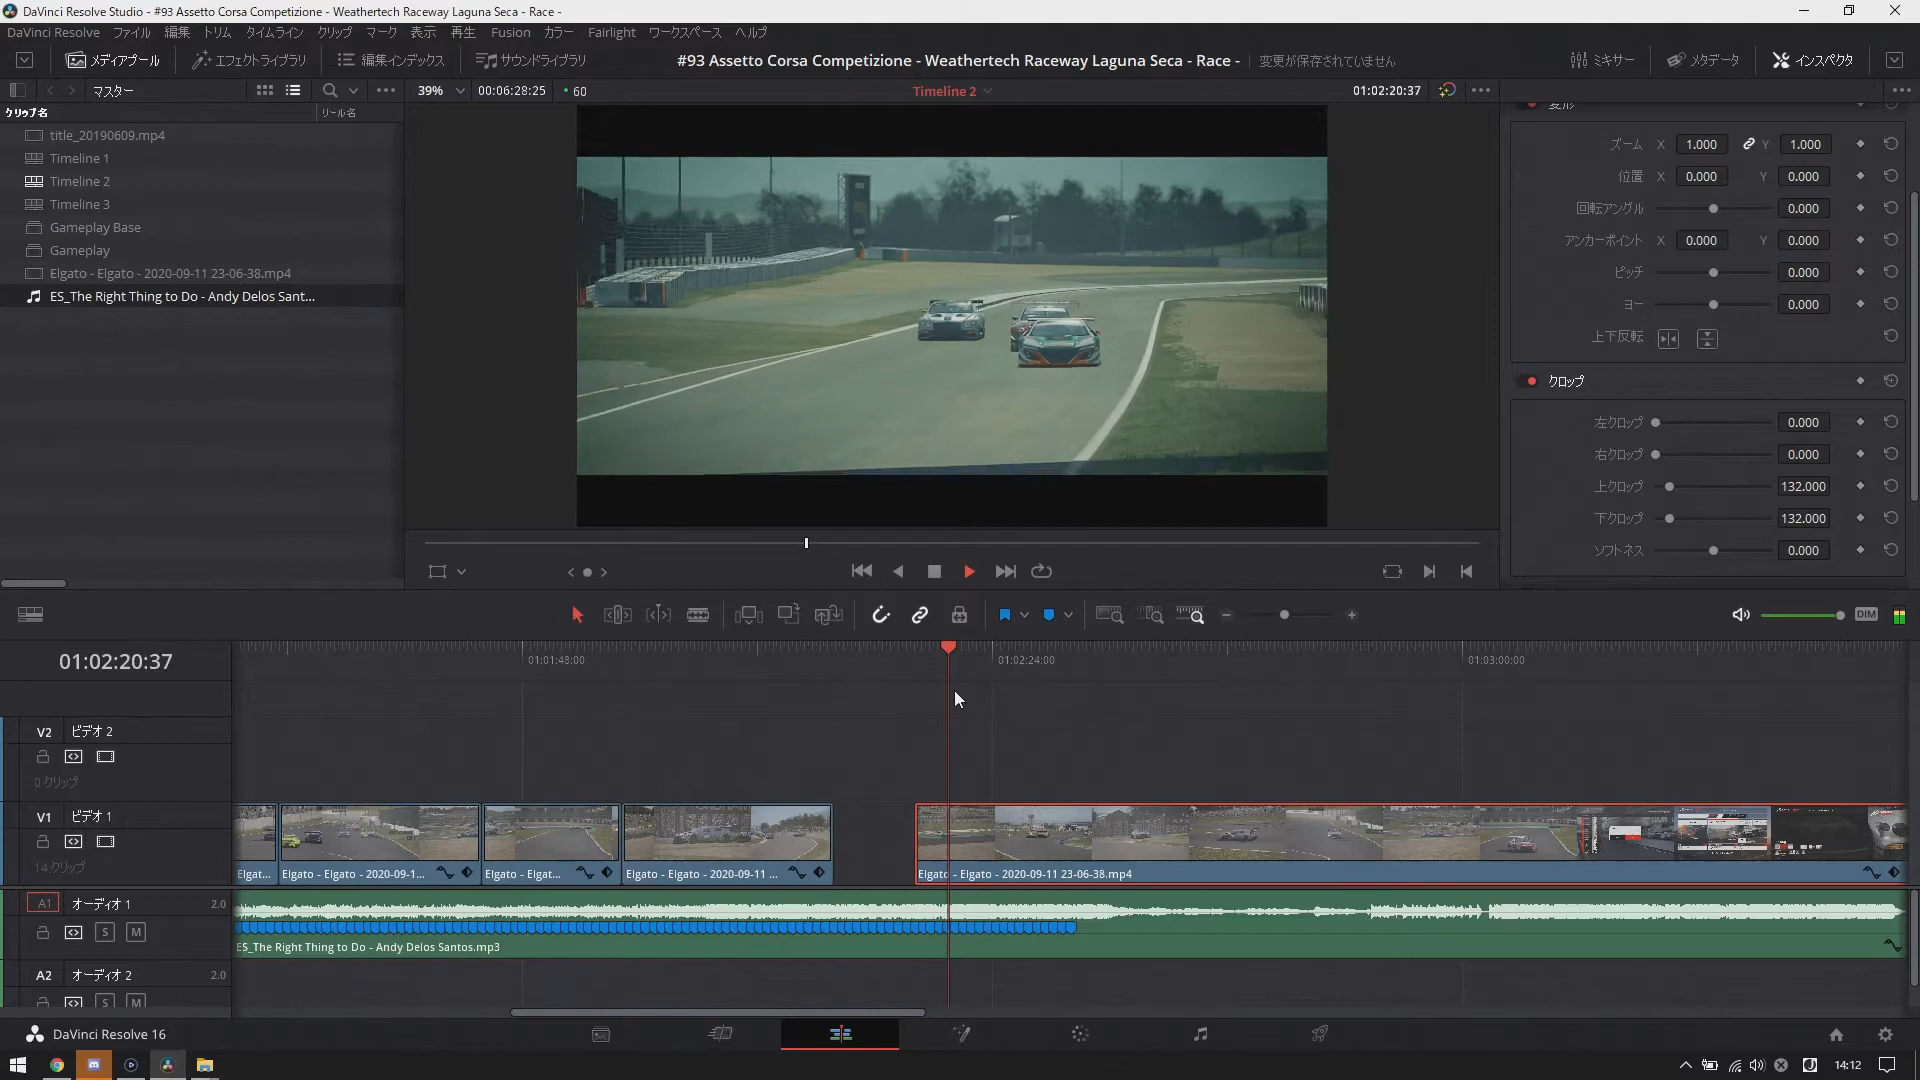 DaVinci Resolve Studio - #93 Assetto Corsa Competizione - Weathertech Raceway Laguna Seca - Race -
DaVinci Resolve ファイル 編集 トリム タイムライン クリップ マーク 表示 再生 Fusion カラー Fairlight ワークスペース ヘルプ
メディアプール エフェクトライブラリ 編集インデックス サウンドライブラリ #93 Assetto Corsa Competizione - Weathertech Raceway Laguna Seca - Race - 変更が保存されていません ミキサー メタデータ インスペクタ
マスター 39% 00:06:28:25 60 Timeline 2 01:02:20:37
クリップ名 リール名
title_20190609.mp4
Timeline 1
Timeline 2
Timeline 3
Gameplay Base
Gameplay
Elgato - Elgato - 2020-09-11 23-06-38.mp4
ES_The Right Thing to Do - Andy Delos Sant...
変形
ズーム X 1.000 Y 1.000
位置 X 0.000 Y 0.000
回転アングル 0.000
アンカーポイント X 0.000 Y 0.000
ピッチ 0.000
ヨー 0.000
上下反転
クロップ
左クロップ 0.000
右クロップ 0.000
上クロップ 132.000
下クロップ 132.000
ソフトネス 0.000
DIM
01:02:20:37 01:01:48:00 01:02:24:00 01:03:00:00
V2 ビデオ 2
0 クリップ
V1 ビデオ 1
14 クリップ
Elgat... Elgato - Elgato - 2020-09-1... Elgato - Elgat... Elgato - Elgato - 2020-09-11 ... Elgato - Elgato - 2020-09-11 23-06-38.mp4
A1 オーディオ 1 2.0
S M
ES_The Right Thing to Do - Andy Delos Santos.mp3
A2 オーディオ 2 2.0
S M
DaVinci Resolve 16
14:12